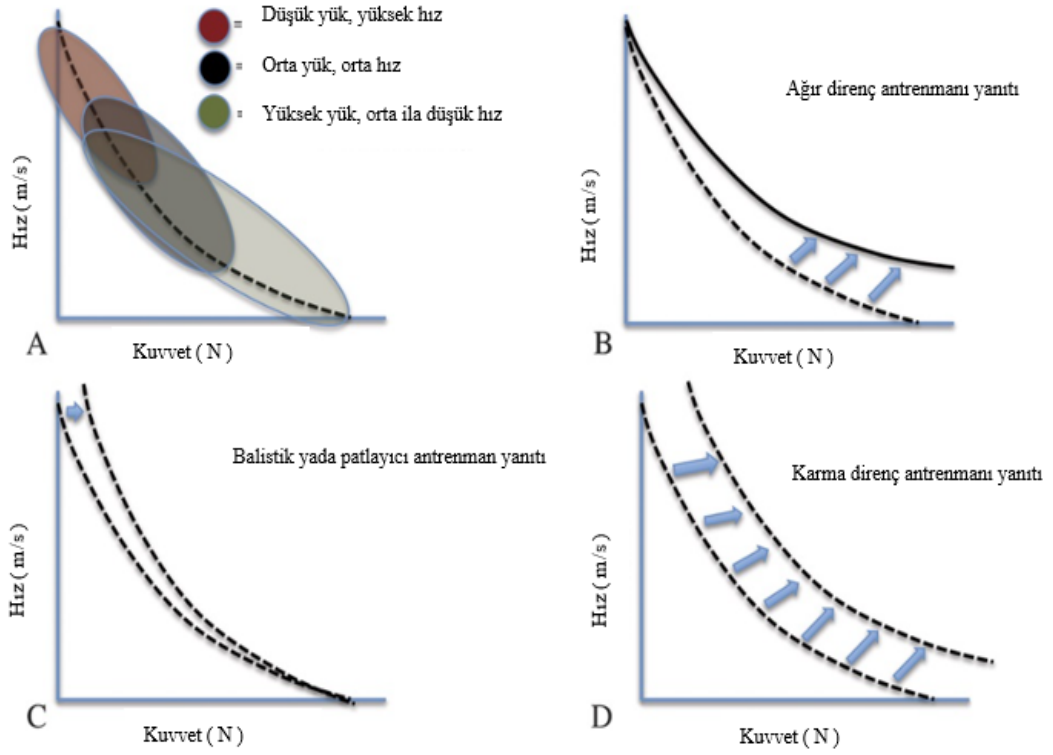 = Düşük yük, yüksek hız
= Orta yük, orta hız
= Yüksek yük, orta ila düşük hız
Hız ( m/s )
A
Kuvvet ( N )
Ağır direnç antrenmanı yanıtı
Hız ( m/s )
B
Kuvvet ( N )
Balistik yada patlayıcı antrenman yanıtı
Hız ( m/s )
C
Kuvvet ( N )
Karma direnç antrenmanı yanıtı
Hız ( m/s )
D
Kuvvet ( N )